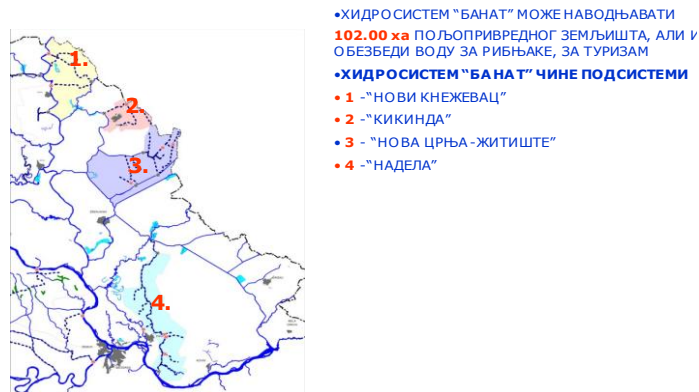 •ХИДРОСИСТЕМ “БАНАТ” МОЖЕ НАВОДЊАВАТИ
102.00 ха ПОЉОПРИВРЕДНОГ ЗЕМЉИШТА, АЛИ И
ОБЕЗБЕДИ ВОДУ ЗА РИБЊАКЕ, ЗА ТУРИЗАМ
•ХИДРОСИСТЕМ “БАНАТ” ЧИНЕ ПОДСИСТЕМИ
• 1 -“НОВИ КНЕЖЕВАЦ”
• 2 -“КИКИНДА”
• 3 - “НОВА ЦРЊА-ЖИТИШТЕ”
• 4 -“НАДЕЛА”
1.
2.
3.
4.